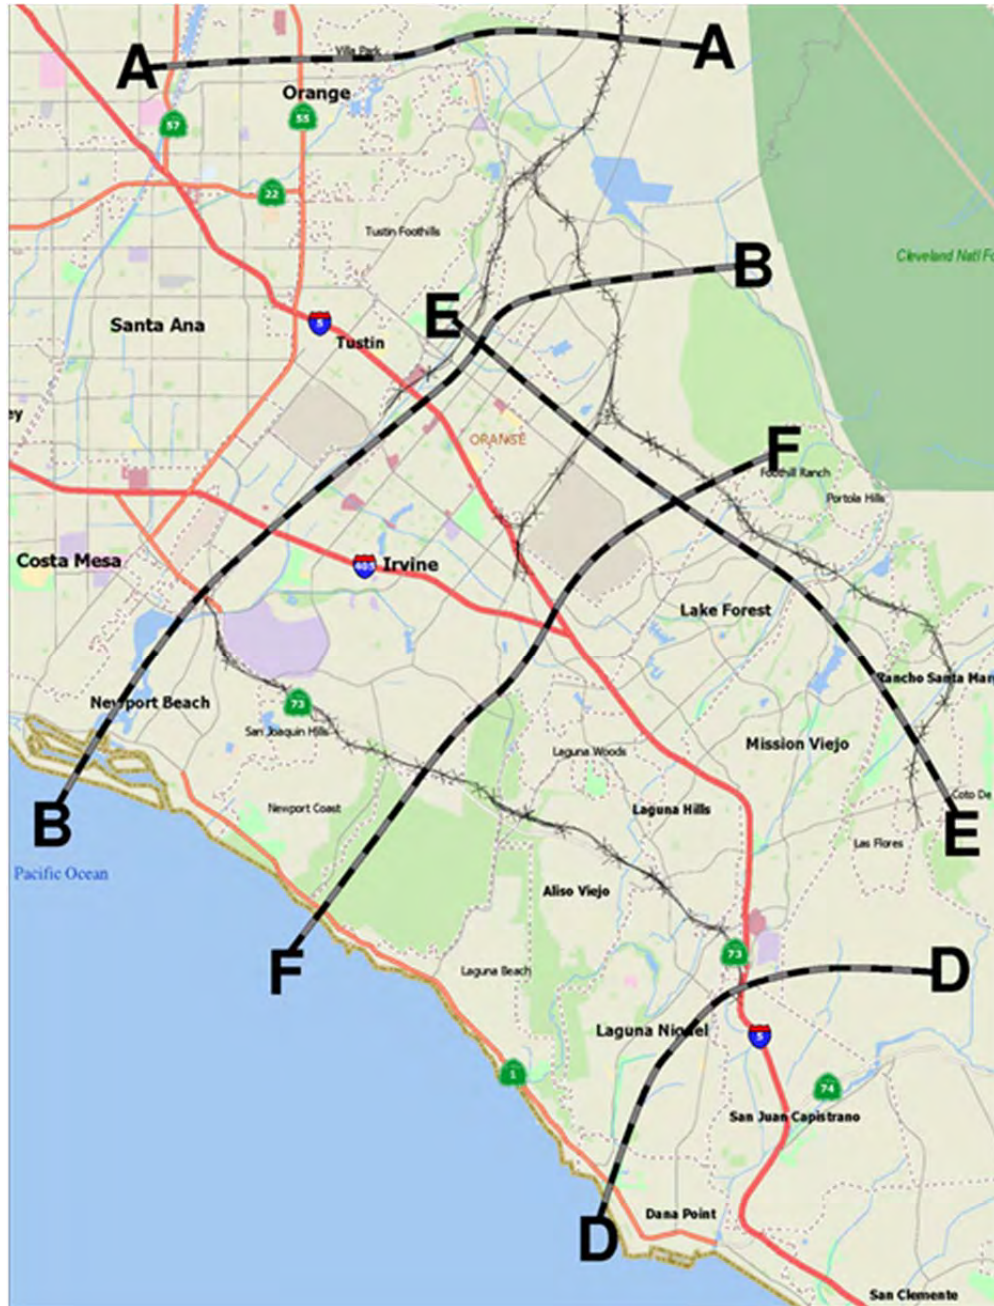 A
A
Villa Park
Orange
57
55
22
Tustin Foothills
Cleveland Natl Fo
B
E
Santa Ana
5
Tustin
ey
ORANGE
F
Foothill Ranch
Portola Hills
Costa Mesa
405
Irvine
Lake Forest
Rancho Santa Mar
Newport Beach
73
San Joaquin Hills
Mission Viejo
Laguna Woods
Coto De
Newport Coast
Laguna Hills
B
E
Las Flores
Pacific Ocean
Aliso Viejo
F
73
Laguna Beach
D
Laguna Niguel
5
1
74
San Juan Capistrano
Dana Point
D
San Clemente